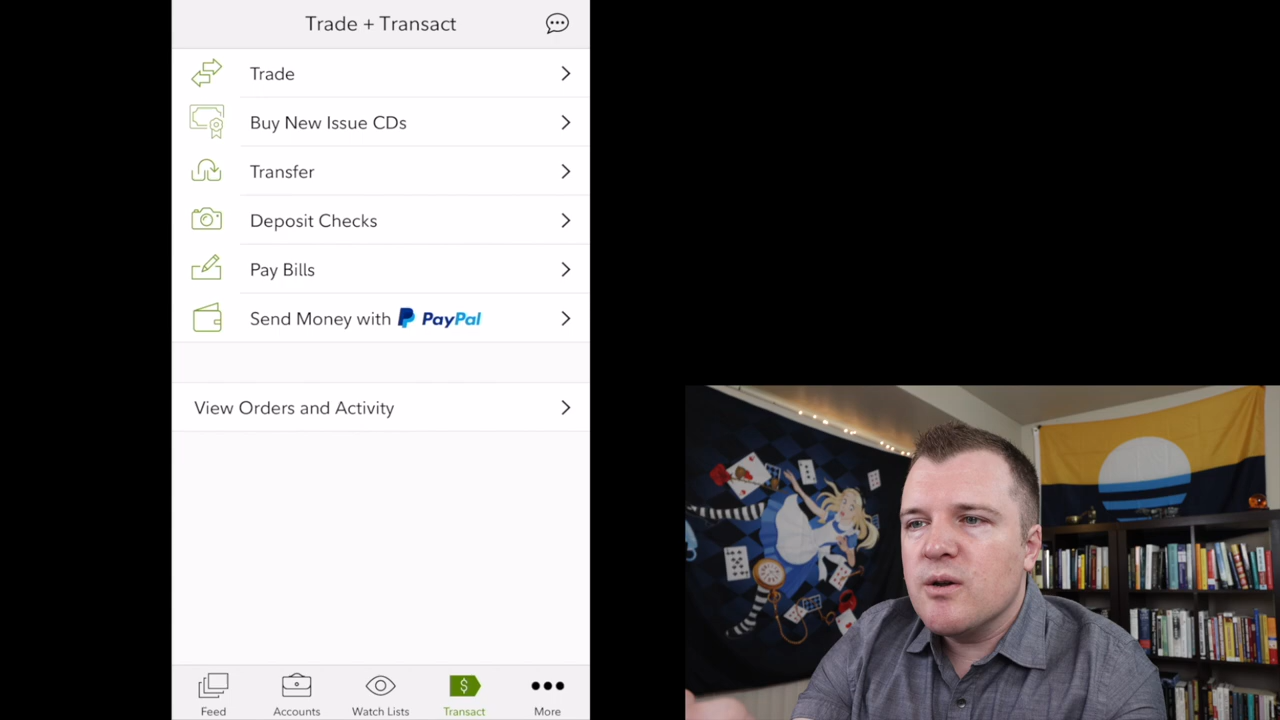 Trade + Transact
Trade
Buy New Issue CDs
Transfer
Deposit Checks
Pay Bills
Send Money with PayPal
View Orders and Activity
$
Feed
Accounts
Watch Lists
Transact
More